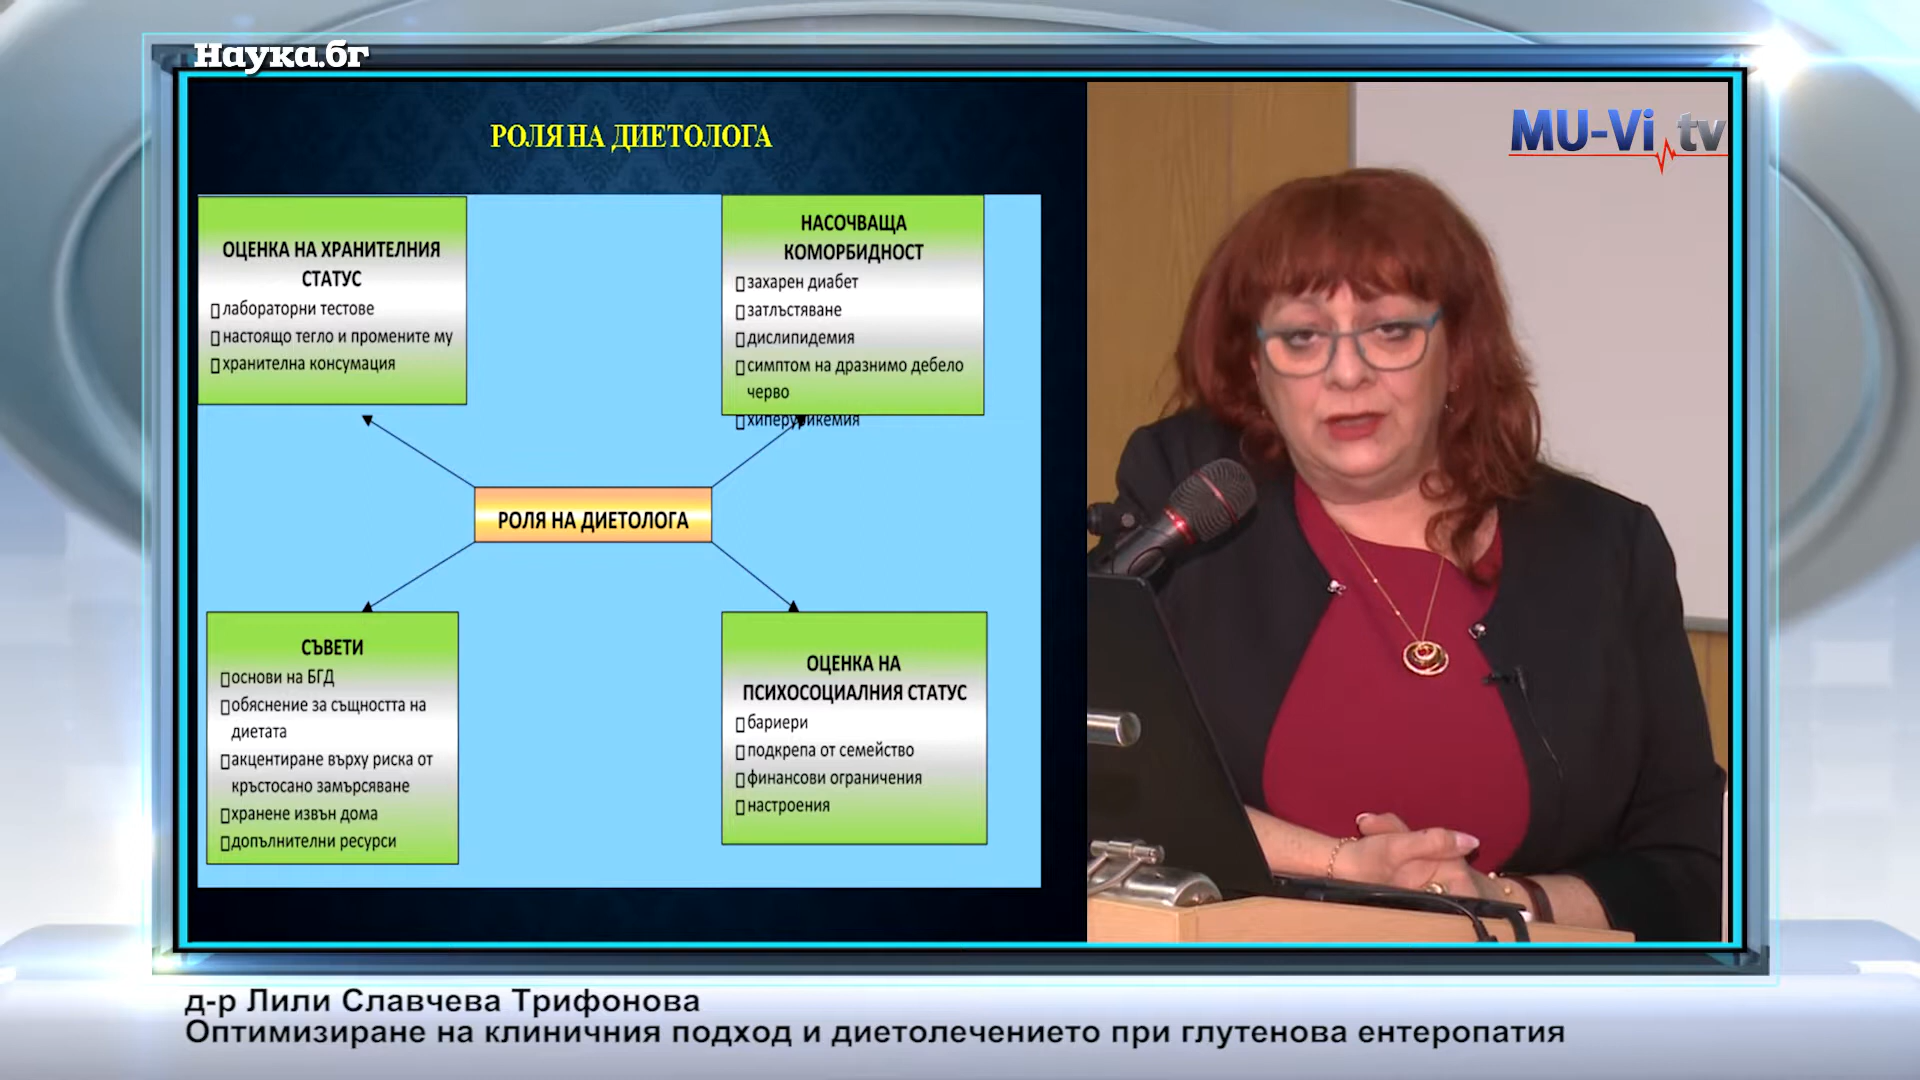 Наука.бг
MU-Vi tv
РОЛЯ НА ДИЕТОЛОГА
ОЦЕНКА НА ХРАНИТЕЛНИЯ
СТАТУС
лабораторни тестове
настоящо тегло и промените му
хранителна консумация
НАСОЧВАЩА
КОМОРБИДНОСТ
захарен диабет
затлъстяване
дислипидемия
симптом на дразнимо дебело
черво
хиперурикемия
РОЛЯ НА ДИЕТОЛОГА
СЪВЕТИ
основи на БГД
обяснение за същността на
диетата
акцентиране върху риска от
кръстосано замърсяване
хранене извън дома
допълнителни ресурси
ОЦЕНКА НА
ПСИХОСОЦИАЛНИЯ СТАТУС
бариери
подкрепа от семейство
финансови ограничения
настроения
д-р Лили Славчева Трифонова
Оптимизиране на клиничния подход и диетолечението при глутенова ентеропатия